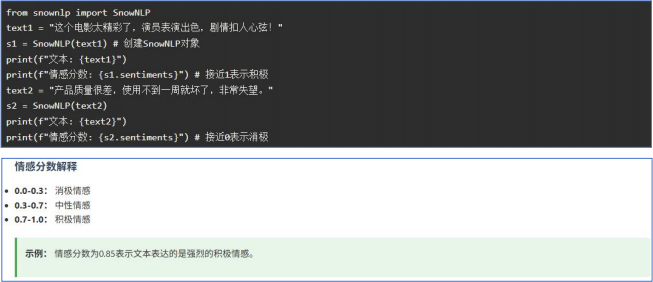 from snownlp import SnowNLP
text1 = "这个电影太精彩了，演员表演出色，剧情扣人心弦！"
s1 = SnowNLP(text1) # 创建SnowNLP对象
print(f"文本: {text1}")
print(f"情感分数: {s1.sentiments}") # 接近1表示积极
text2 = "产品质量很差，使用不到一周就坏了，非常失望。"
s2 = SnowNLP(text2)
print(f"文本: {text2}")
print(f"情感分数: {s2.sentiments}") # 接近0表示消极
情感分数解释
0.0-0.3： 消极情感
0.3-0.7： 中性情感
0.7-1.0： 积极情感
示例： 情感分数为0.85表示文本表达的是强烈的积极情感。